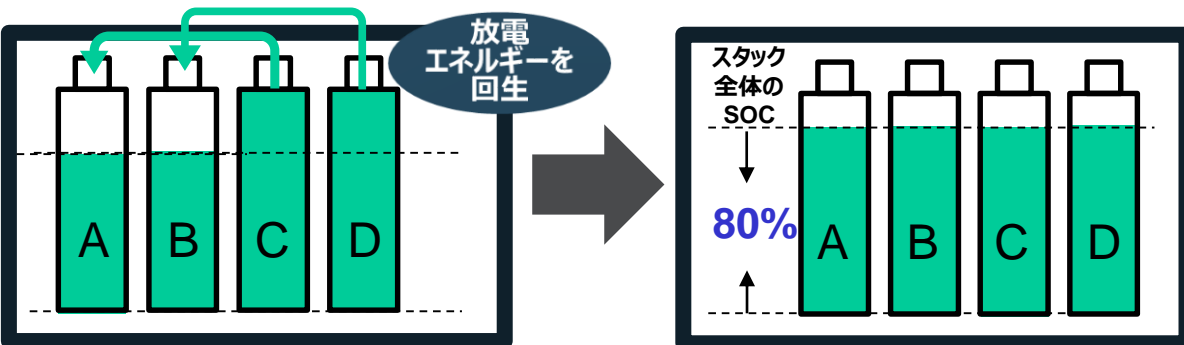 放電
エネルギーを
回生
A B C D
スタック
全体の
SOC
80%
A B C D